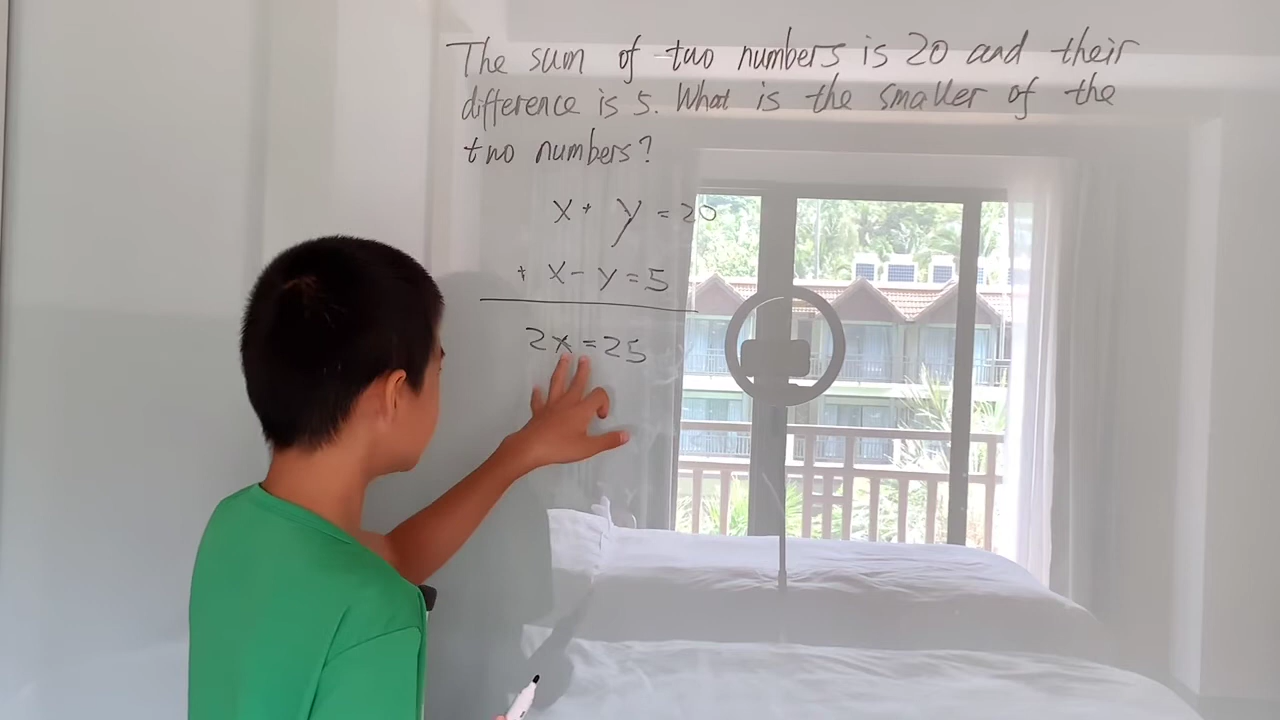 The sum of two numbers is 20 and their
difference is 5. What is the smaller of the
two numbers?
x + y = 20
+ x - y = 5
2x = 25